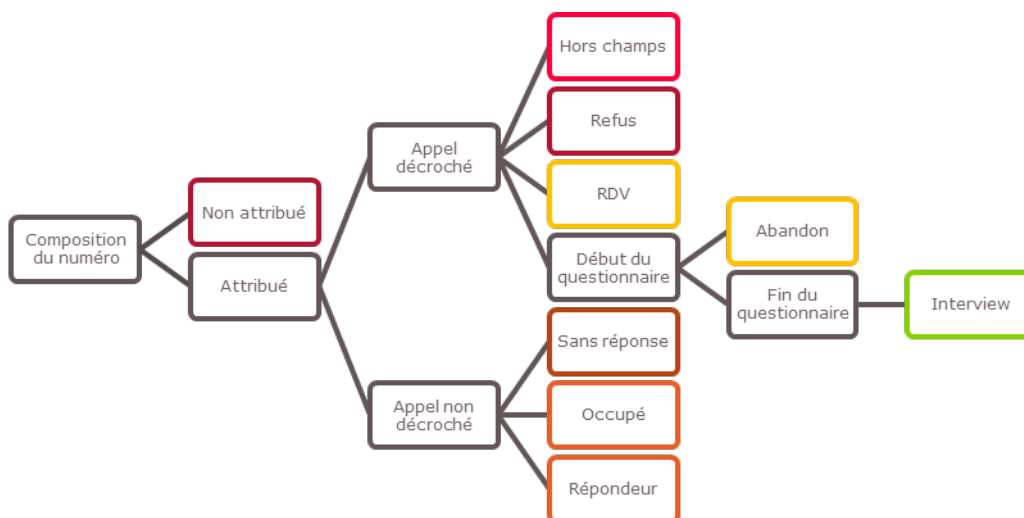 Composition
du numéro
Non attribué
Attribué
Appel
décroché
Appel non
décroché
Hors champs
Refus
RDV
Début du
questionnaire
Sans réponse
Occupé
Répondeur
Abandon
Fin du
questionnaire
Interview